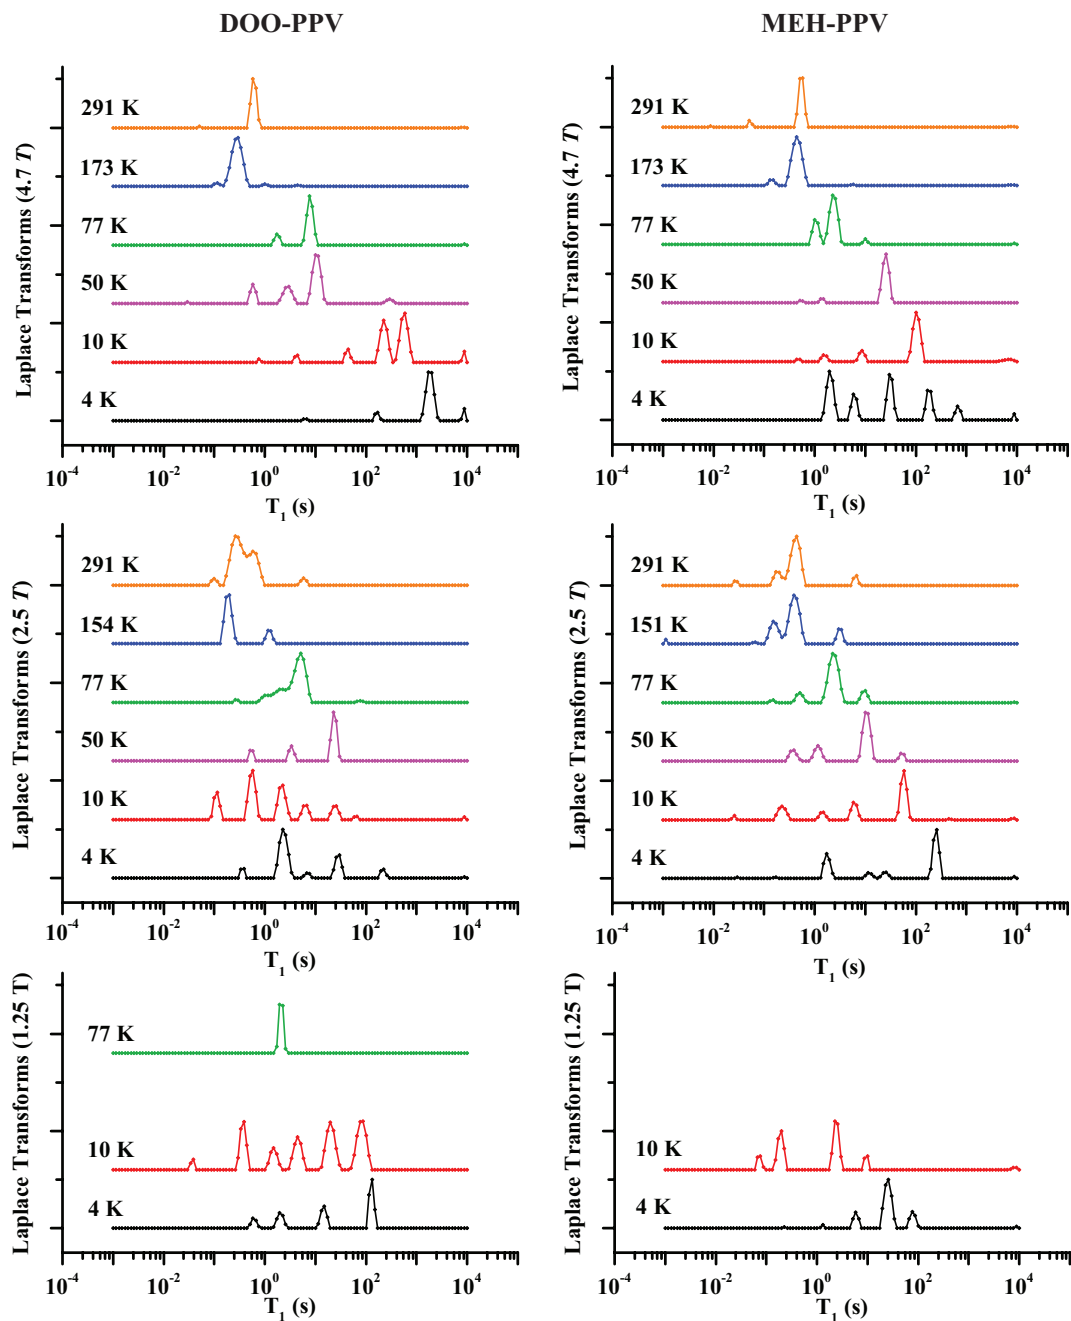 DOO-PPV
MEH-PPV
Laplace Transforms (4.7 T)
291 K
173 K
77 K
50 K
10 K
4 K
10-4 10-2 100 102 104
T1 (s)
Laplace Transforms (4.7 T)
291 K
173 K
77 K
50 K
10 K
4 K
10-4 10-2 100 102 104
T1 (s)
Laplace Transforms (2.5 T)
291 K
154 K
77 K
50 K
10 K
4 K
10-4 10-2 100 102 104
T1 (s)
Laplace Transforms (2.5 T)
291 K
151 K
77 K
50 K
10 K
4 K
10-4 10-2 100 102 104
T1 (s)
Laplace Transforms (1.25 T)
77 K
10 K
4 K
10-4 10-2 100 102 104
T1 (s)
Laplace Transforms (1.25 T)
10 K
4 K
10-4 10-2 100 102 104
T1 (s)